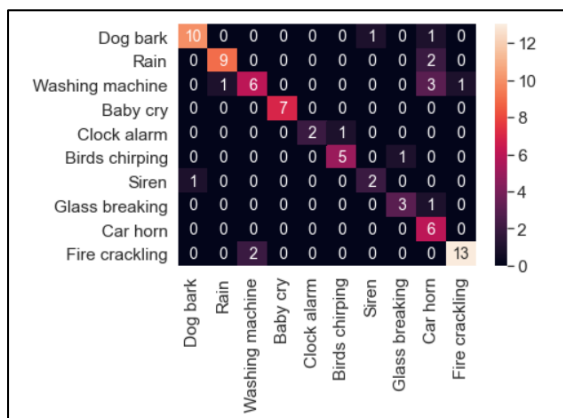 Dog bark 10 0 0 0 0 0 1 0 1 0
Rain 0 9 0 0 0 0 0 0 2 0
Washing machine 0 1 6 0 0 0 0 0 3 1
Baby cry 0 0 0 7 0 0 0 0 0 0
Clock alarm 0 0 0 0 2 1 0 0 0 0
Birds chirping 0 0 0 0 0 5 0 1 0 0
Siren 1 0 0 0 0 0 2 0 0 0
Glass breaking 0 0 0 0 0 0 0 3 1 0
Car horn 0 0 0 0 0 0 0 0 6 0
Fire crackling 0 0 2 0 0 0 0 0 0 13
Dog bark
Rain
Washing machine
Baby cry
Clock alarm
Birds chirping
Siren
Glass breaking
Car horn
Fire crackling
12
10
8
6
4
2
0